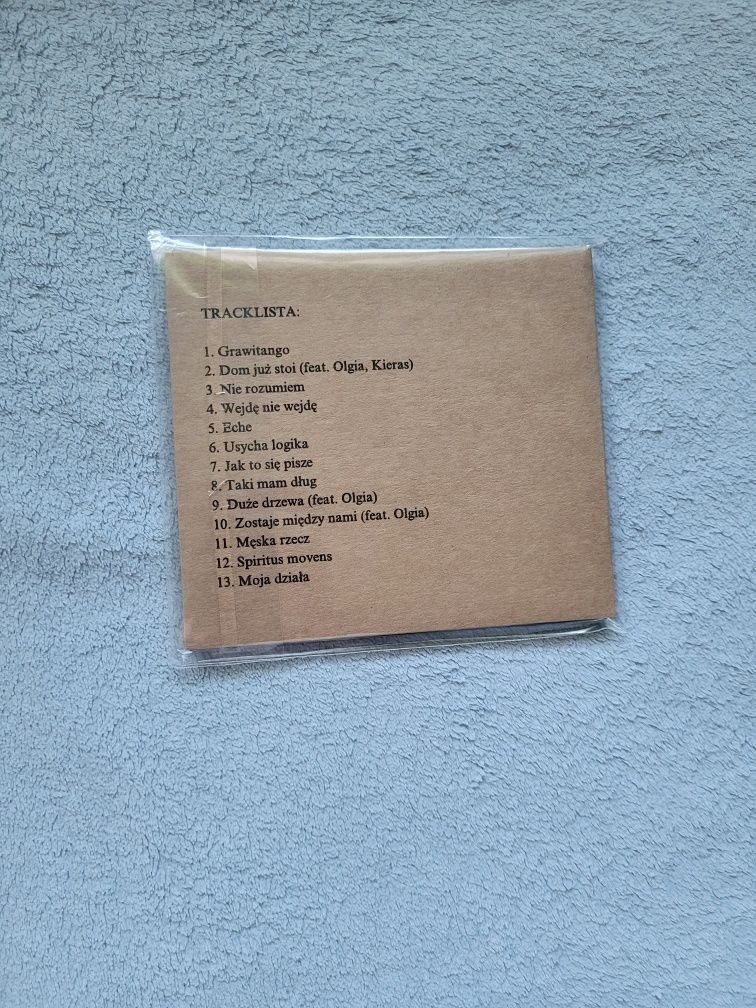 TRACKLISTA:
1. Grawitango
2. Dom już stoi (feat. Olgia, Kieras)
3. Nie rozumiem
4. Wejdę nie wejdę
5. Eche
6. Usycha logika
7. Jak to się pisze
8. Taki mam dług
9. Duże drzewa (feat. Olgia)
10. Zostaje między nami (feat. Olgia)
11. Męska rzecz
12. Spiritus movens
13. Moja działa